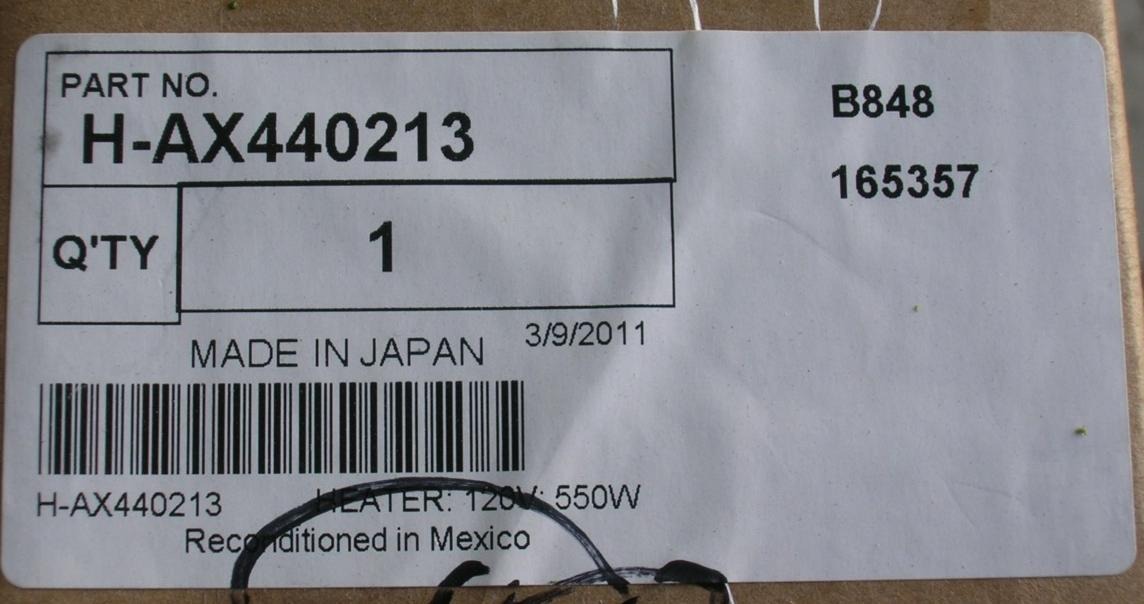 PART NO.
H-AX440213
Q'TY
1
B848
165357
3/9/2011
MADE IN JAPAN
H-AX440213 HEATER: 120V: 550W
Reconditioned in Mexico